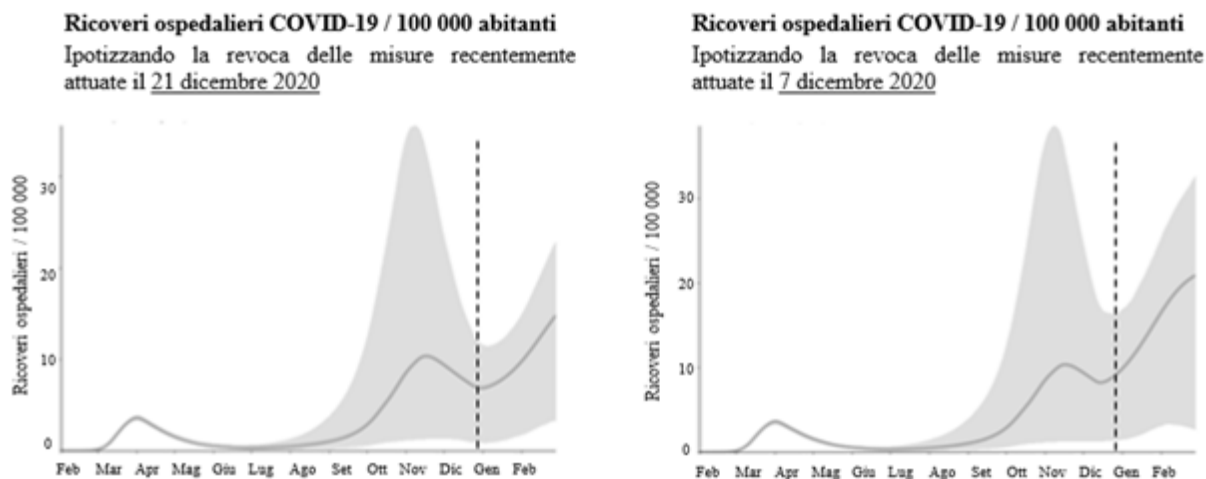 Ricoveri ospedalieri COVID-19 / 100 000 abitanti
Ipotizzando la revoca delle misure recentemente
attuate il 21 dicembre 2020
Ricoveri ospedalieri / 100 000
30
20
10
0
Feb Mar Apr Mag Giu Lug Ago Set Ott Nov Dic Gen Feb
Ricoveri ospedalieri COVID-19 / 100 000 abitanti
Ipotizzando la revoca delle misure recentemente
attuate il 7 dicembre 2020
Ricoveri ospedalieri / 100 000
30
20
10
0
Feb Mar Apr Mag Giu Lug Ago Set Ott Nov Dic Gen Feb